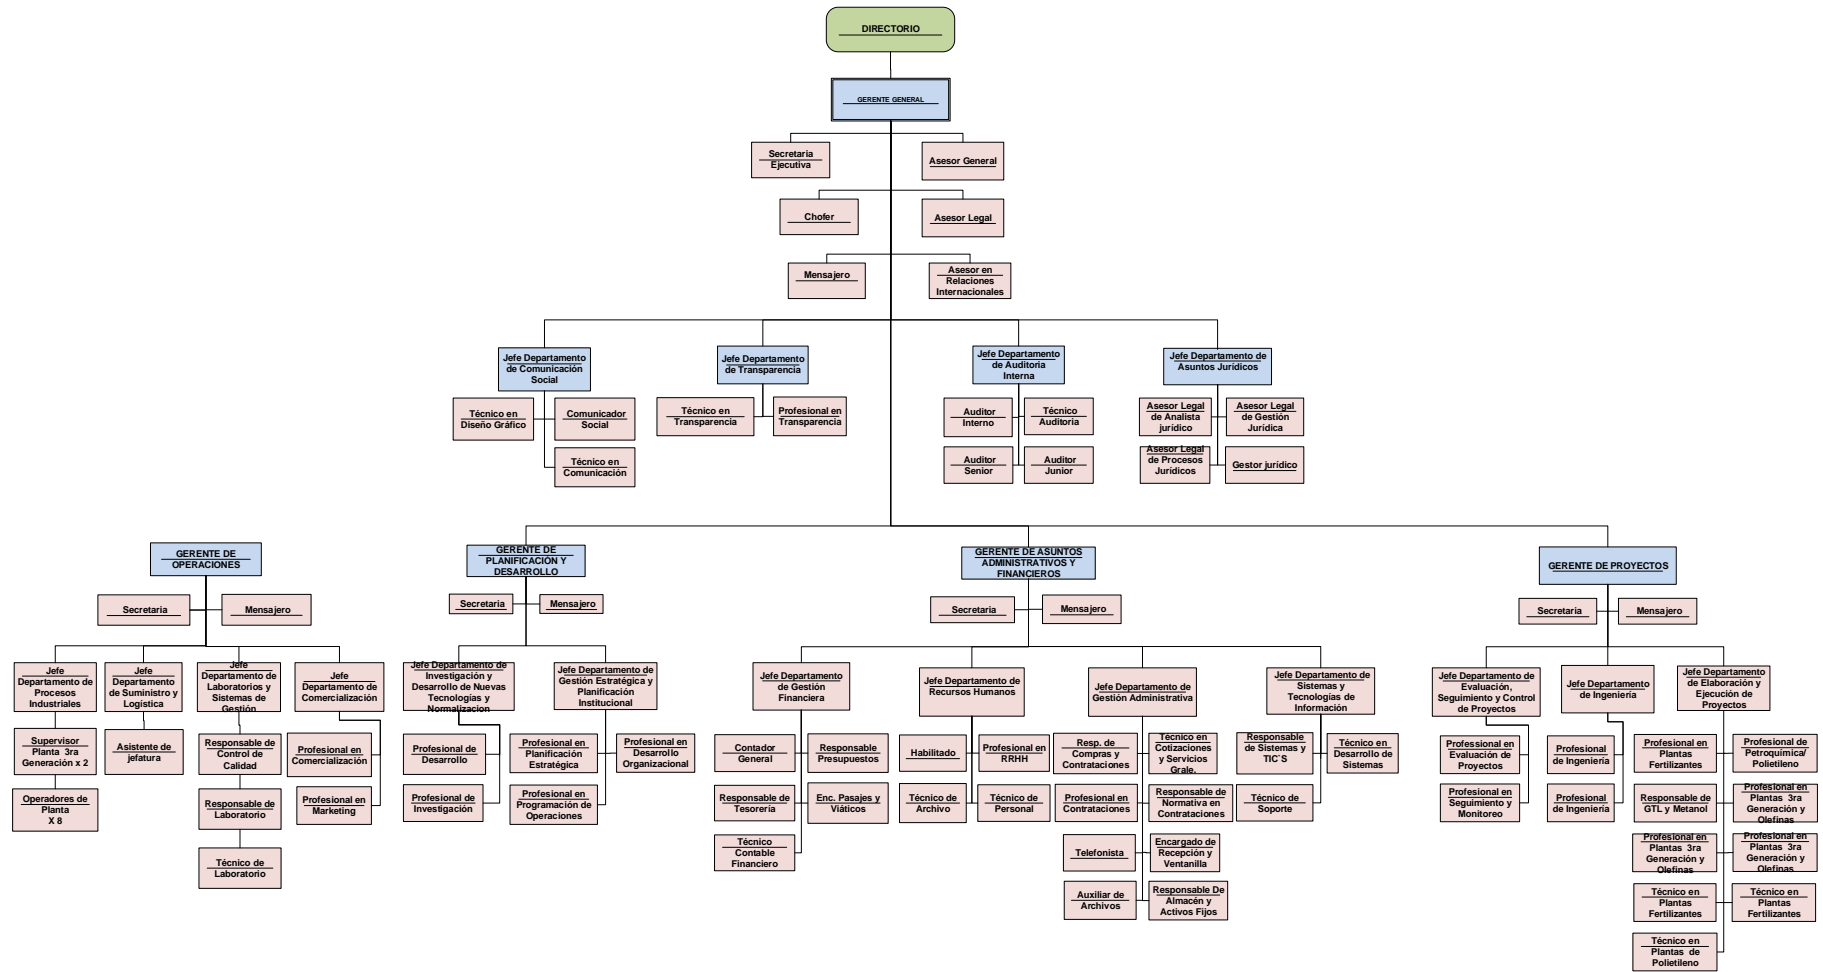 DIRECTORIO
GERENTE GENERAL
Secretaria
Ejecutiva
Asesor General
Chofer
Asesor Legal
Mensajero
Asesor en
Relaciones
Internacionales
Jefe Departamento
de Comunicación
Social
Jefe Departamento
de Transparencia
Jefe Departamento
de Auditoria
Interna
Jefe Departamento de
Asuntos Jurídicos
Técnico en
Diseño Gráfico
Comunicador
Social
Técnico en
Comunicación
Técnico en
Transparencia
Profesional en
Transparencia
Auditor
Interno
Técnico
Auditoria
Auditor
Senior
Auditor
Junior
Asesor Legal
de Analista
jurídico
Asesor Legal
de Gestión
Jurídica
Asesor Legal
de Procesos
Jurídicos
Gestor jurídico
GERENTE DE
OPERACIONES
Secretaria
Mensajero
Jefe
Departamento de
Procesos
Industriales
Jefe
Departamento
de Suministro y
Logística
Jefe
Departamento de
Laboratorios y
Sistemas de
Gestión
Jefe
Departamento de
Comercialización
Supervisor
Planta 3ra
Generación x 2
Operadores de
Planta
X 8
Asistente de
jefatura
Responsable de
Control de
Calidad
Responsable de
Laboratorio
Técnico de
Laboratorio
Profesional en
Comercialización
Profesional en
Marketing
GERENTE DE
PLANIFICACIÓN Y
DESARROLLO
Secretaria
Mensajero
Jefe Departamento de
Investigación y
Desarrollo de Nuevas
Tecnologías y
Normalizacion
Jefe Departamento de
Gestión Estratégica y
Planificación
Institucional
Profesional de
Desarrollo
Profesional de
Investigación
Profesional en
Planificación
Estratégica
Profesional en
Desarrollo
Organizacional
Profesional en
Programación de
Operaciones
GERENTE DE ASUNTOS
ADMINISTRATIVOS Y
FINANCIEROS
Secretaria
Mensajero
Jefe Departamento
de Gestión
Financiera
Jefe Departamento de
Recursos Humanos
Jefe Departamento de
Gestión Administrativa
Jefe Departamento de
Sistemas y
Tecnologías de
Información
Contador
General
Responsable
Presupuestos
Responsable de
Tesorería
Enc. Pasajes y
Viáticos
Técnico
Contable
Financiero
Habilitado
Profesional en
RRHH
Técnico de
Archivo
Técnico de
Personal
Resp. de
Compras y
Contrataciones
Técnico en
Cotizaciones
y Servicios
Grale.
Profesional en
Contrataciones
Responsable de
Normativa en
Contrataciones
Telefonista
Encargado de
Recepción y
Ventanilla
Auxiliar de
Archivos
Responsable De
Almacén y
Activos Fijos
Responsable
de Sistemas y
TIC´S
Técnico en
Desarrollo de
Sistemas
Técnico de
Soporte
GERENTE DE PROYECTOS
Secretaria
Mensajero
Jefe Departamento de
Evaluación,
Seguimiento y Control
de Proyectos
Jefe Departamento
de Ingeniería
Jefe Departamento
de Elaboración y
Ejecución de
Proyectos
Professional en
Evaluación de
Proyectos
Profesional en
Seguimiento y
Monitoreo
Profesional
de Ingeniería
Profesional
de Ingeniería
Profesional en
Plantas
Fertilizantes
Profesional de
Petroquímica/
Polietileno
Responsable de
GTL y Metanol
Profesional en
Plantas 3ra
Generación y
Olefinas
Profesional en
Plantas 3ra
Generación y
Olefinas
Profesional en
Plantas 3ra
Generación y
Olefinas
Técnico en
Plantas
Fertilizantes
Técnico en
Plantas
Fertilizantes
Técnico en
Plantas de
Polietileno